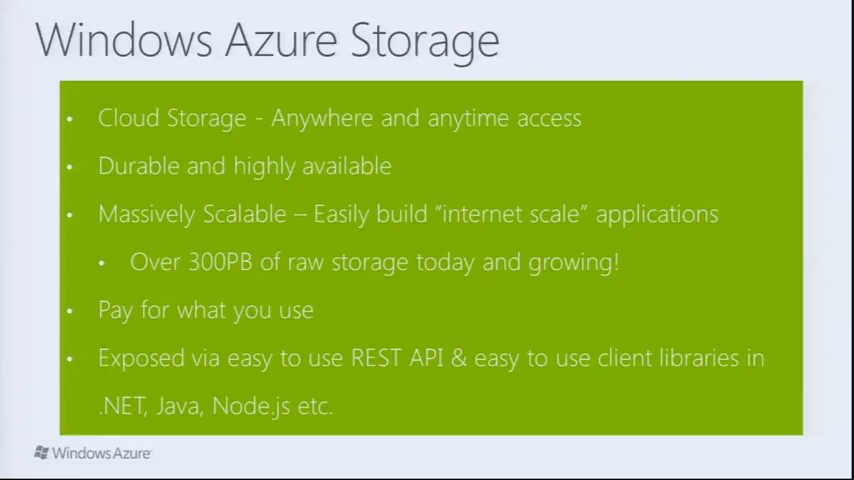 Windows Azure Storage
• Cloud Storage - Anywhere and anytime access
• Durable and highly available
• Massively Scalable – Easily build “internet scale” applications
• Over 300PB of raw storage today and growing!
• Pay for what you use
• Exposed via easy to use REST API & easy to use client libraries in
.NET, Java, Node.js etc.
Windows Azure